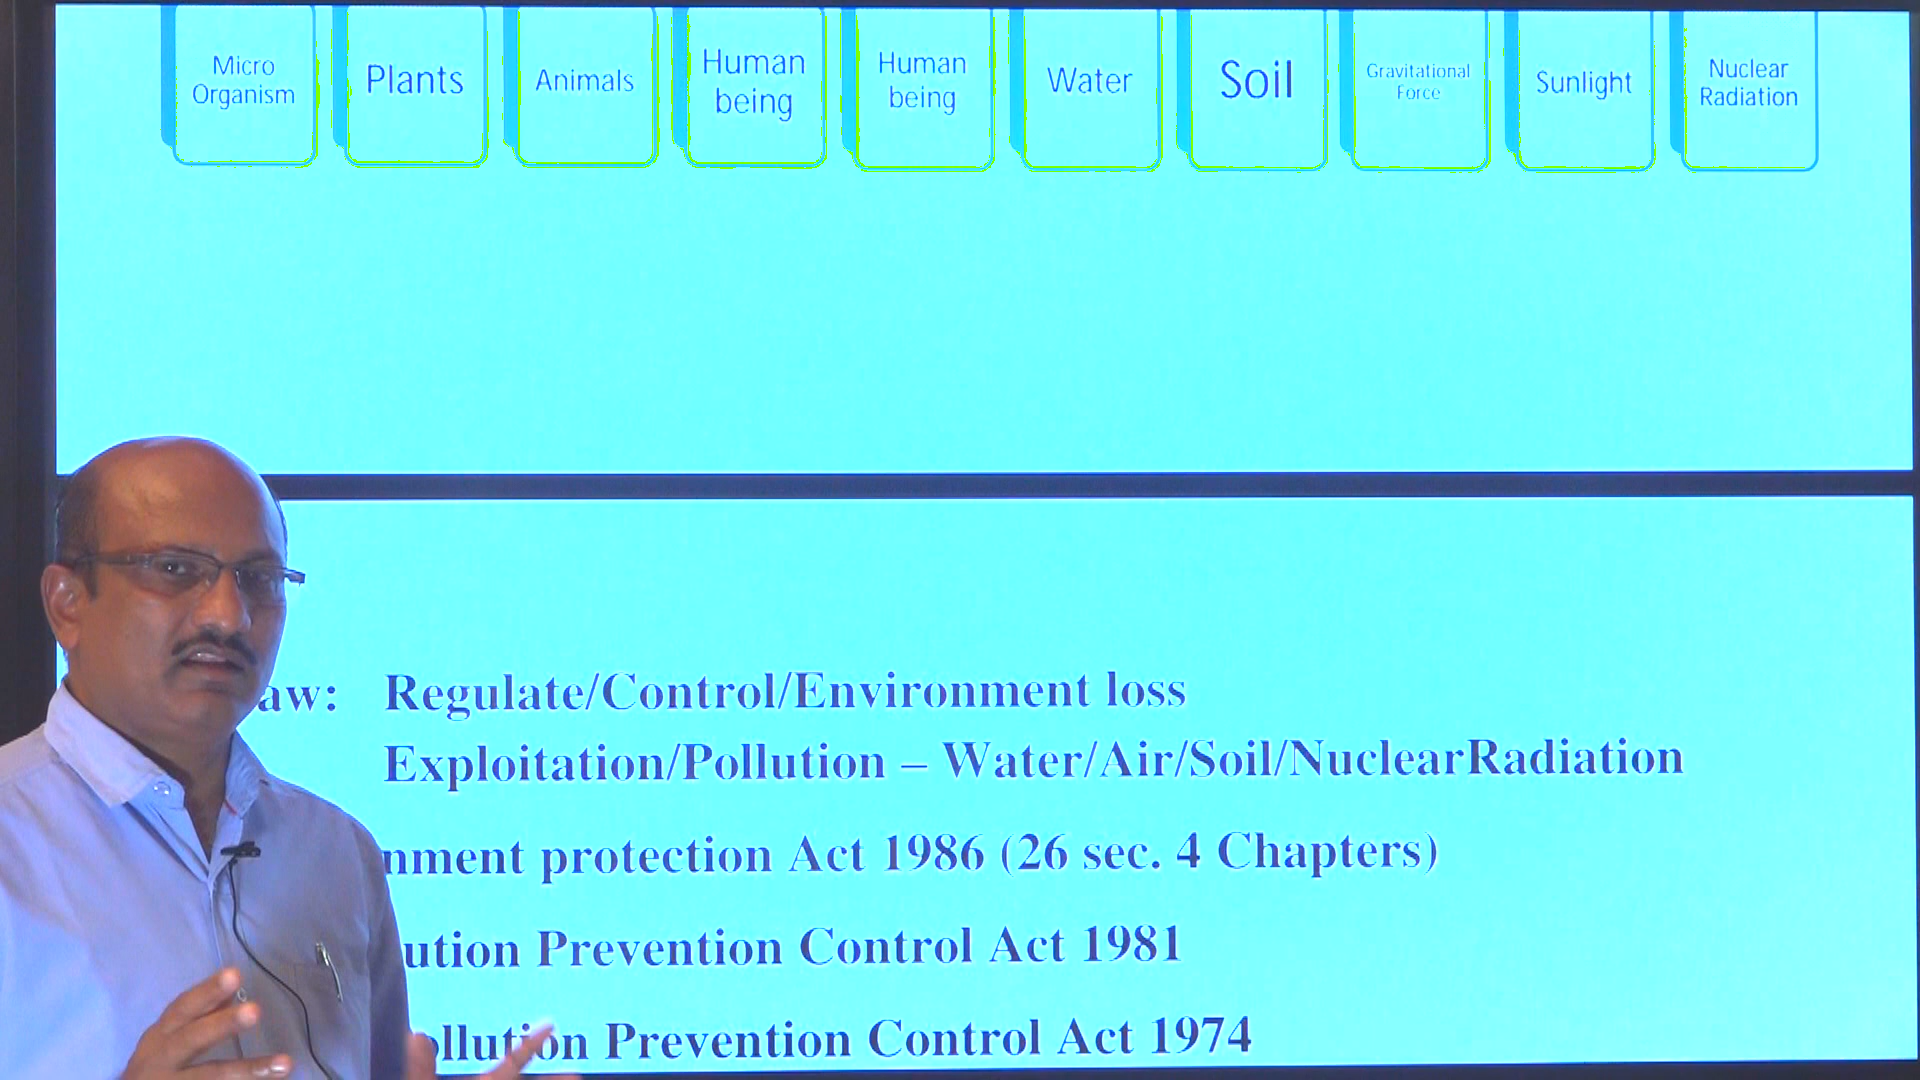 Micro
Organism
Plants
Animals
Human
being
Human
being
Water
Soil
Gravitational
Force
Sunlight
Nuclear
Radiation
aw: Regulate/Control/Environment loss
Exploitation/Pollution – Water/Air/Soil/NuclearRadiation
nment protection Act 1986 (26 sec. 4 Chapters)
ution Prevention Control Act 1981
ollution Prevention Control Act 1974